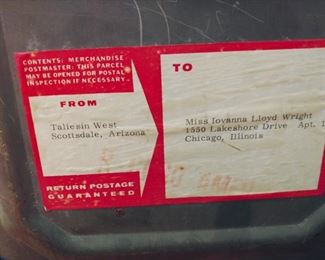 CONTENTS: MERCHANDISE
POSTMASTER: THIS PARCEL
MAY BE OPENED FOR POSTAL
INSPECTION IF NECESSARY.
FROM
Taliesin West
Scottsdale, Arizona
RETURN POSTAGE
GUARANTEED
TO
Miss Iovanna Lloyd Wright
1550 Lakeshore Drive Apt. 1
Chicago, Illinois